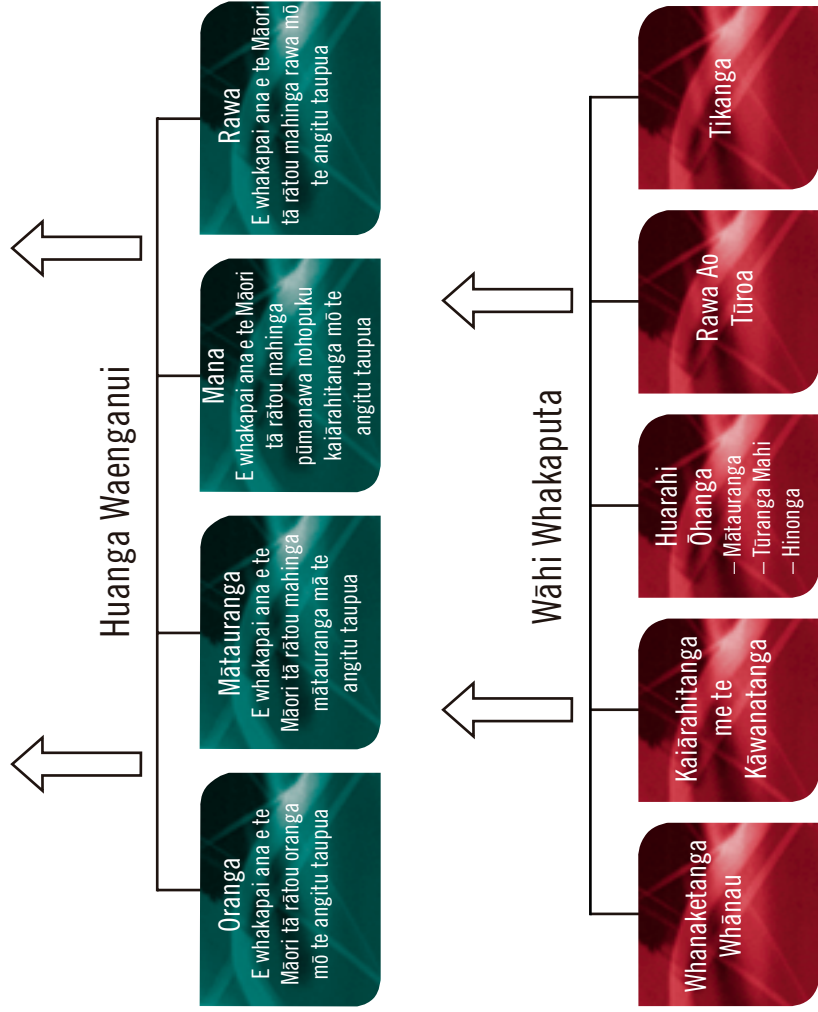 Huanga Waenganui
Oranga
E whakapai ana e te
Māori tā rātou oranga
mō te angitu taupua
Mātauranga
E whakapai ana e te
Māori tā rātou mahinga
mātauranga mā te
angitu taupua
Mana
E whakapai ana e te Māori
tā rātou mahinga
pūmanawa nohopuku
kaiārahitanga mō te
angitu taupua
Rawa
E whakapai ana e te Māori
tā rātou mahinga rawa mō
te angitu taupua
Wāhi Whakaputa
Whanaketanga
Whānau
Kaiārahitanga
me te
Kāwanatanga
Huarahi
Ōhanga
– Mātauranga
– Tūranga Mahi
– Hinonga
Rawa Ao
Tūroa
Tikanga